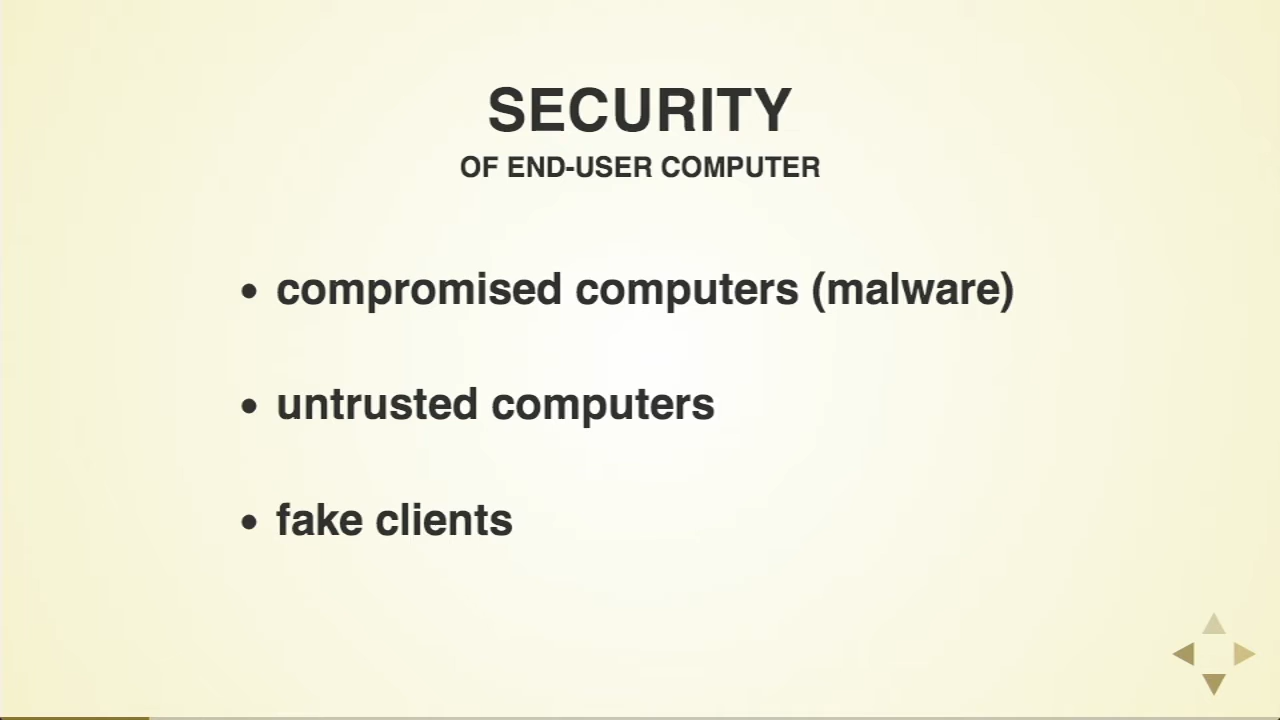 SECURITY
OF END-USER COMPUTER
• compromised computers (malware)
• untrusted computers
• fake clients